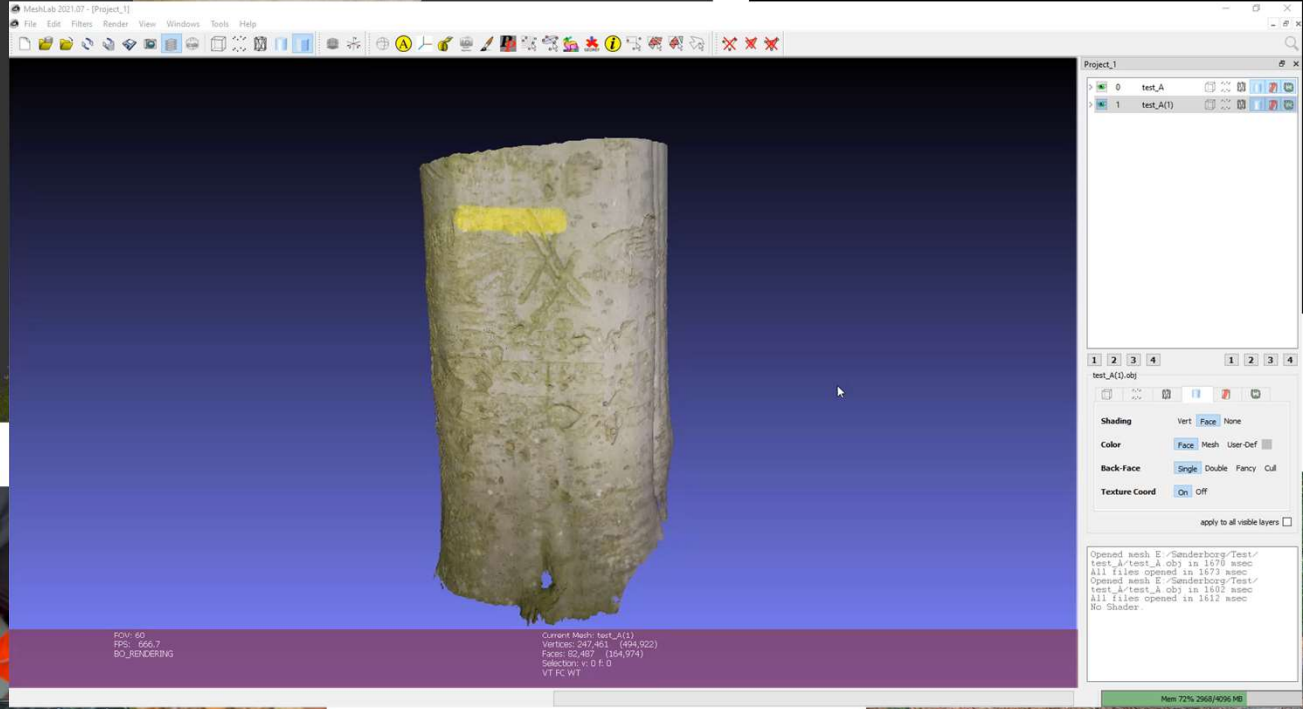 MeshLab 2021.07 - [Project_1]
File Edit Filters Render View Windows Tools Help
Project_1
0 test_A
1 test_A(1)
1 2 3 4 1 2 3 4
test_A(1).obj
Shading Vert Face None
Color Face Mesh User-Def
Back-Face Single Double Fancy Cull
Texture Coord On Off
apply to all visible layers
Opened mesh E:/Sønderborg/Test/
test_A/test_A.obj in 1670 msec
All files opened in 1673 msec
Opened mesh E:/Sønderborg/Test/
test_A/test_A.obj in 1602 msec
All files opened in 1612 msec
No Shader.
FOV: 60
FPS: 666.7
BO_RENDERING
Current Mesh: test_A(1)
Vertices: 247,461 (494,922)
Faces: 82,487 (164,974)
Selection: v: 0 f: 0
VT FC WT
Mem 72% 2968/4096 MB